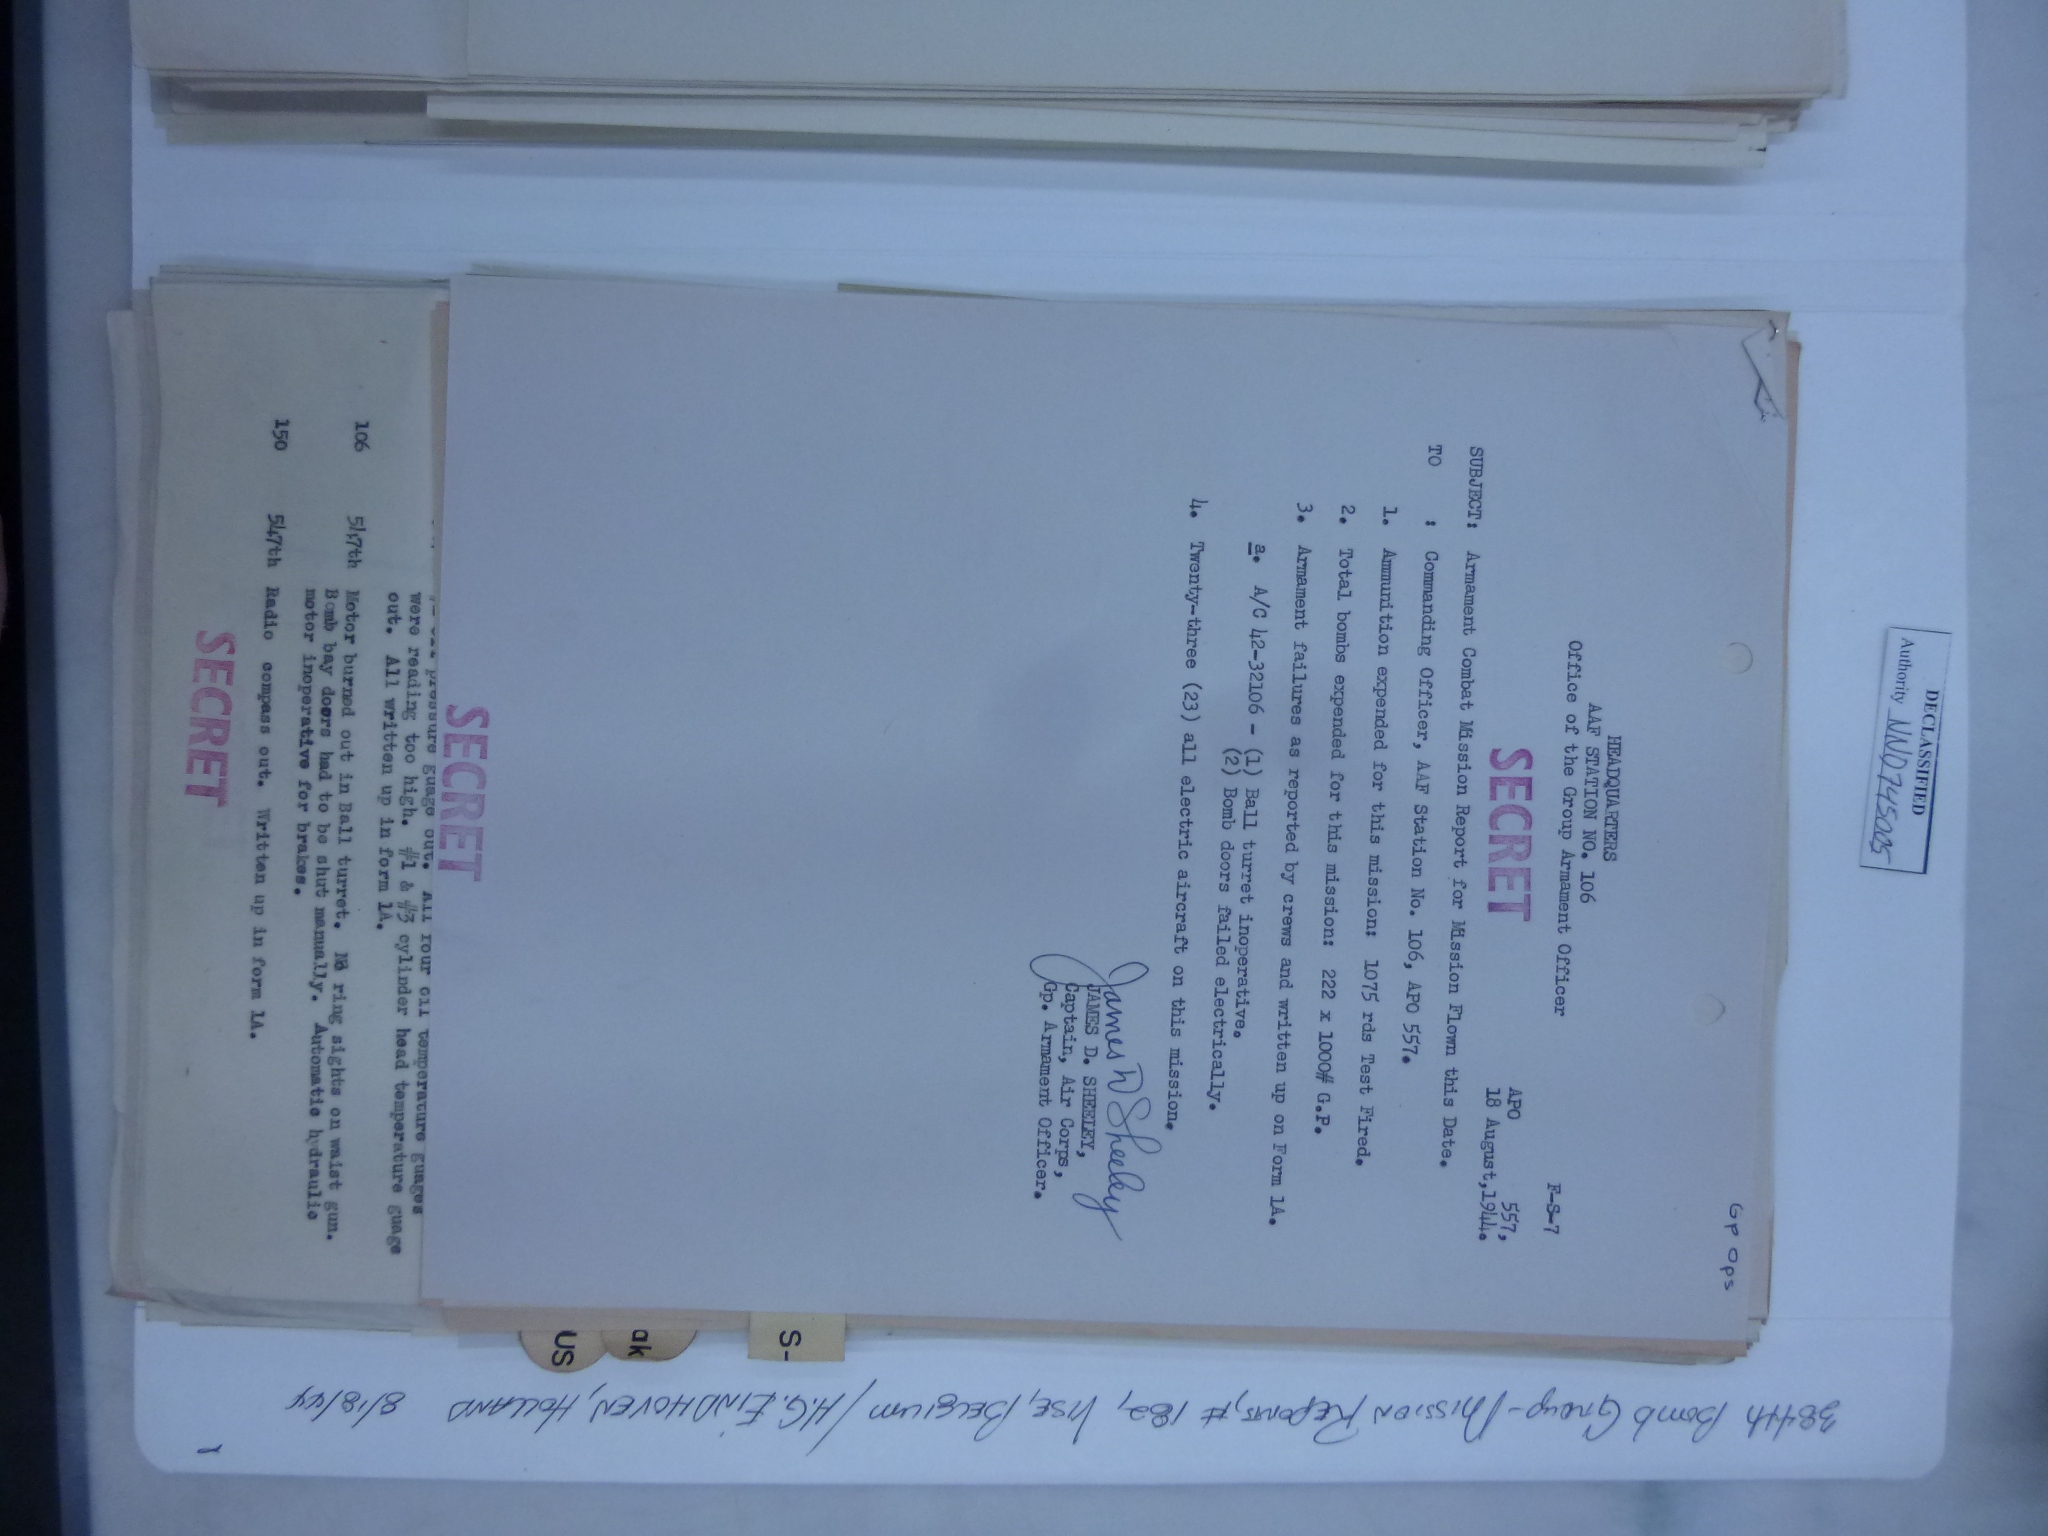 DECLASSIFIED
Authority NND745005
Gp Ops
F-S-7
HEADQUARTERS
AAF STATION NO. 106
Office of the Group Armament Officer
SECRET
APO 557,
18 August,1944.
SUBJECT: Armament Combat Mission Report for Mission Flown this Date.
TO : Commanding Officer, AAF Station No. 106, APO 557.
1. Ammunition expended for this mission: 1075 rds Test Fired.
2. Total bombs expended for this mission: 222 x 1000# G.P.
3. Armament failures as reported by crews and written up on Form 1A.
a. A/C 42-32106 - (1) Ball turret inoperative.
(2) Bomb doors failed electrically.
4. Twenty-three (23) all electric aircraft on this mission.
James D Sheeley
JAMES D. SHEELEY,
Captain, Air Corps,
Gp. Armament Officer.
SECRET
pressure guage out. All four oil temperature guages
were reading too high. #1 & #3 cylinder head temperature guage
out. All written up in form 1A.
106 547th Motor burned out in Ball turret. No ring sights on waist gun.
Bomb bay doors had to be shut manually. Automatic hydraulic
motor inoperative for brakes.
150 547th Radio compass out. Written up in form 1A.
SECRET
S-
ak
US
384th Bomb Group-Mission Reports, # 182, Vise, Belgium / H.G. EINDHOVEN, HOLLAND 8/18/44